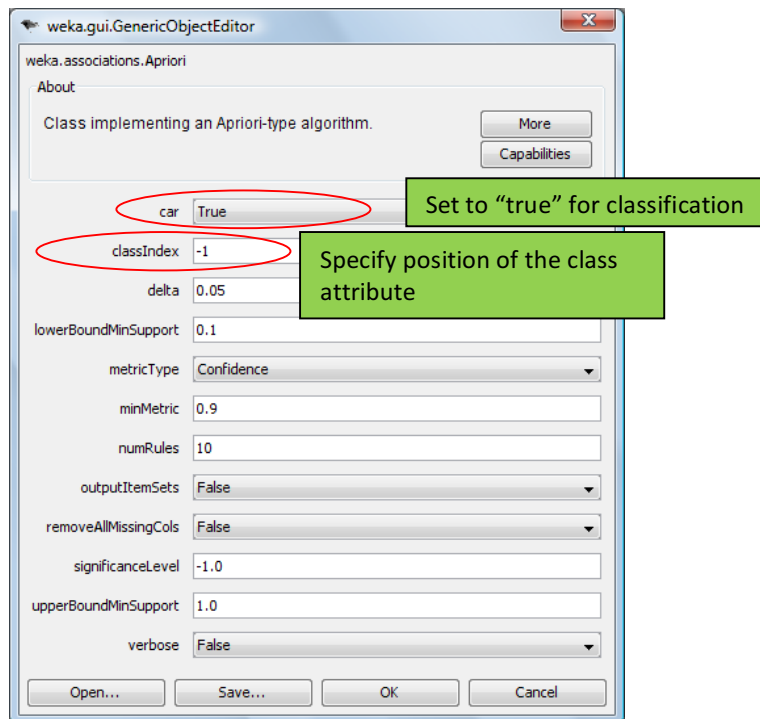 weka.gui.GenericObjectEditor
weka.associations.Apriori
About
Class implementing an Apriori-type algorithm.
More
Capabilities
car True
Set to “true” for classification
classIndex -1
Specify position of the class
attribute
delta 0.05
lowerBoundMinSupport 0.1
metricType Confidence
minMetric 0.9
numRules 10
outputItemSets False
removeAllMissingCols False
significanceLevel -1.0
upperBoundMinSupport 1.0
verbose False
Open... Save... OK Cancel